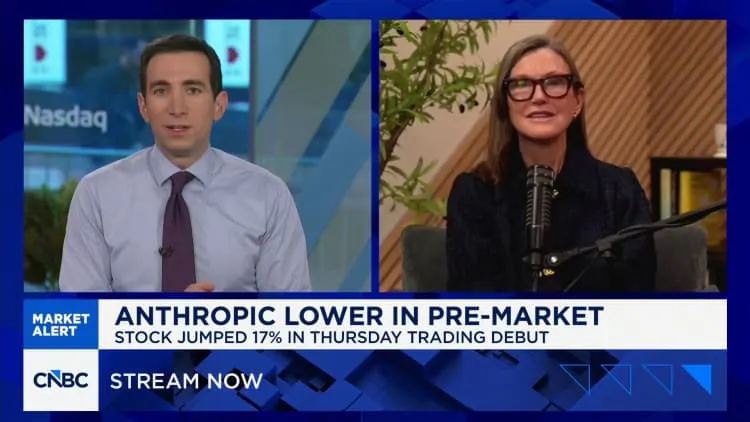 Nasdaq
MARKET
ALERT
ANTHROPIC LOWER IN PRE-MARKET
STOCK JUMPED 17% IN THURSDAY TRADING DEBUT
CNBC
STREAM NOW